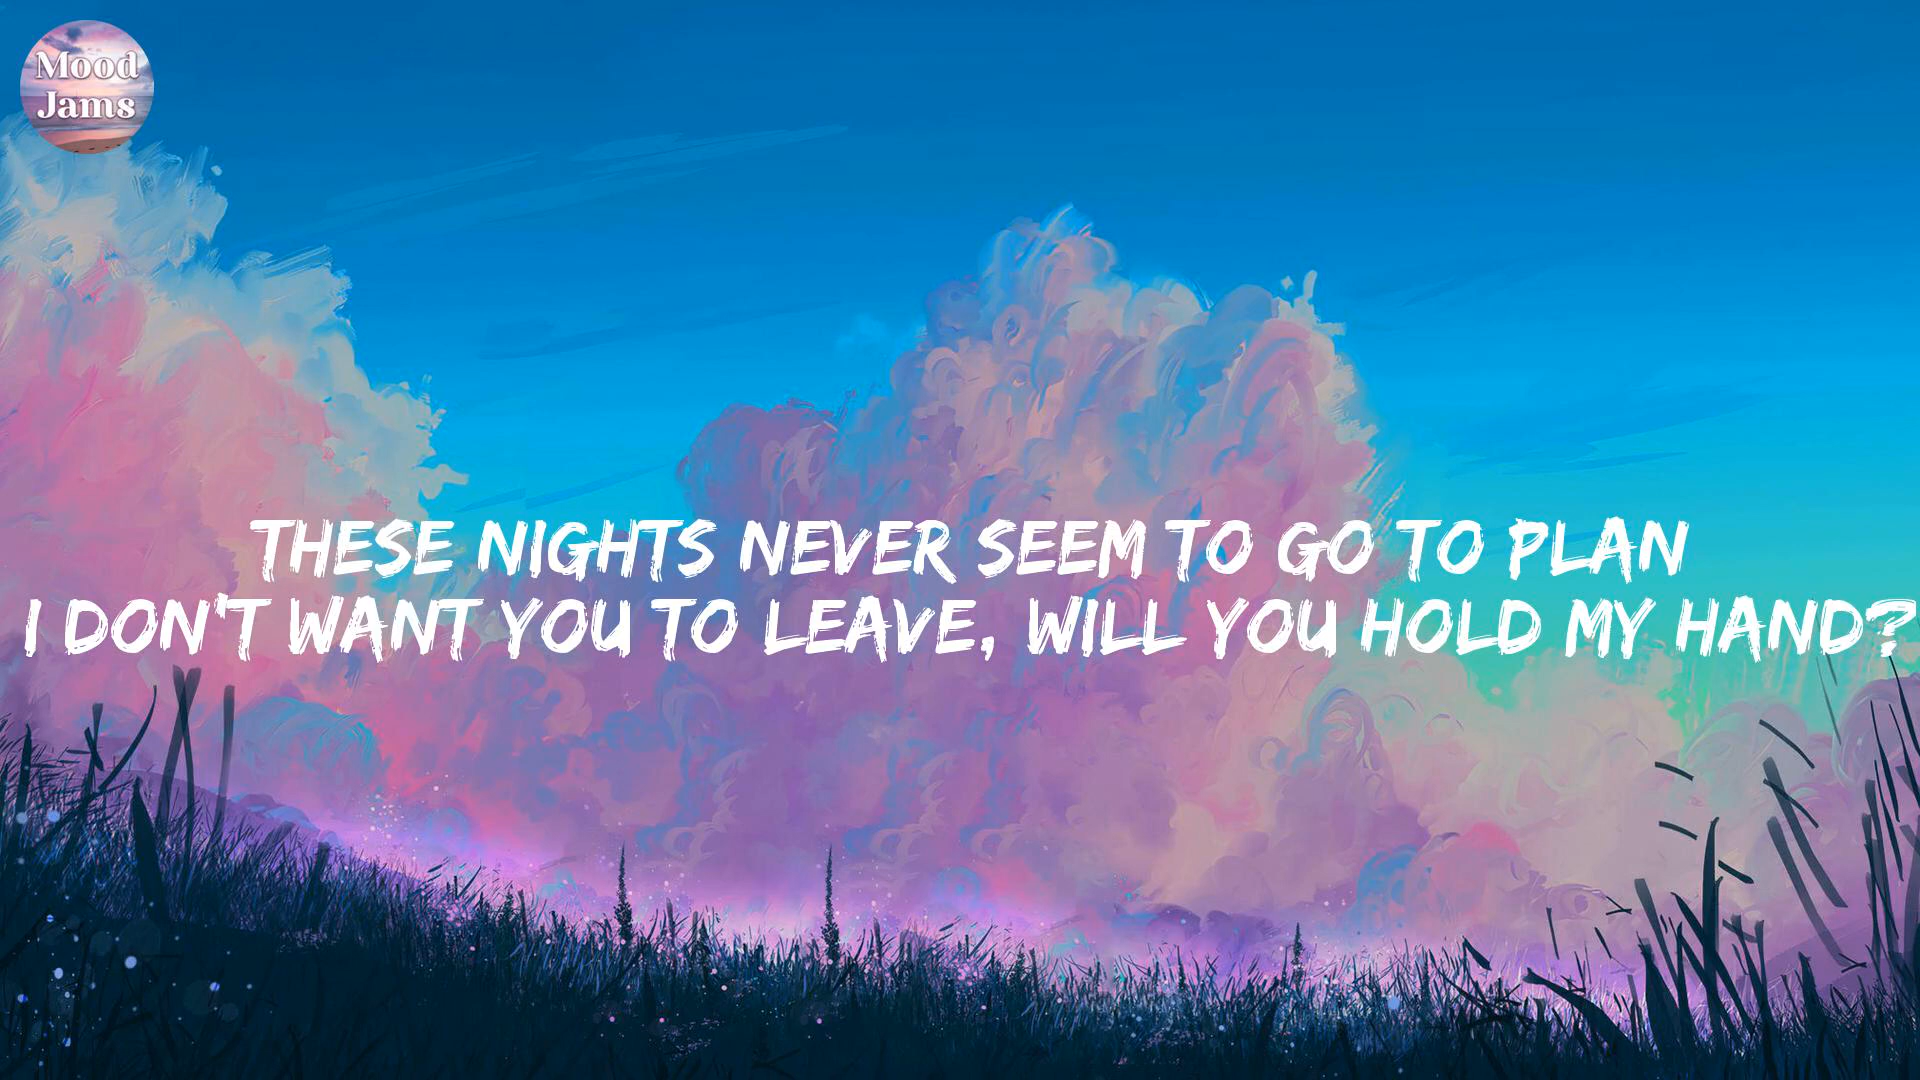 Mood
Jams
THESE NIGHTS NEVER SEEM TO GO TO PLAN
I DON'T WANT YOU TO LEAVE, WILL YOU HOLD MY HAND?